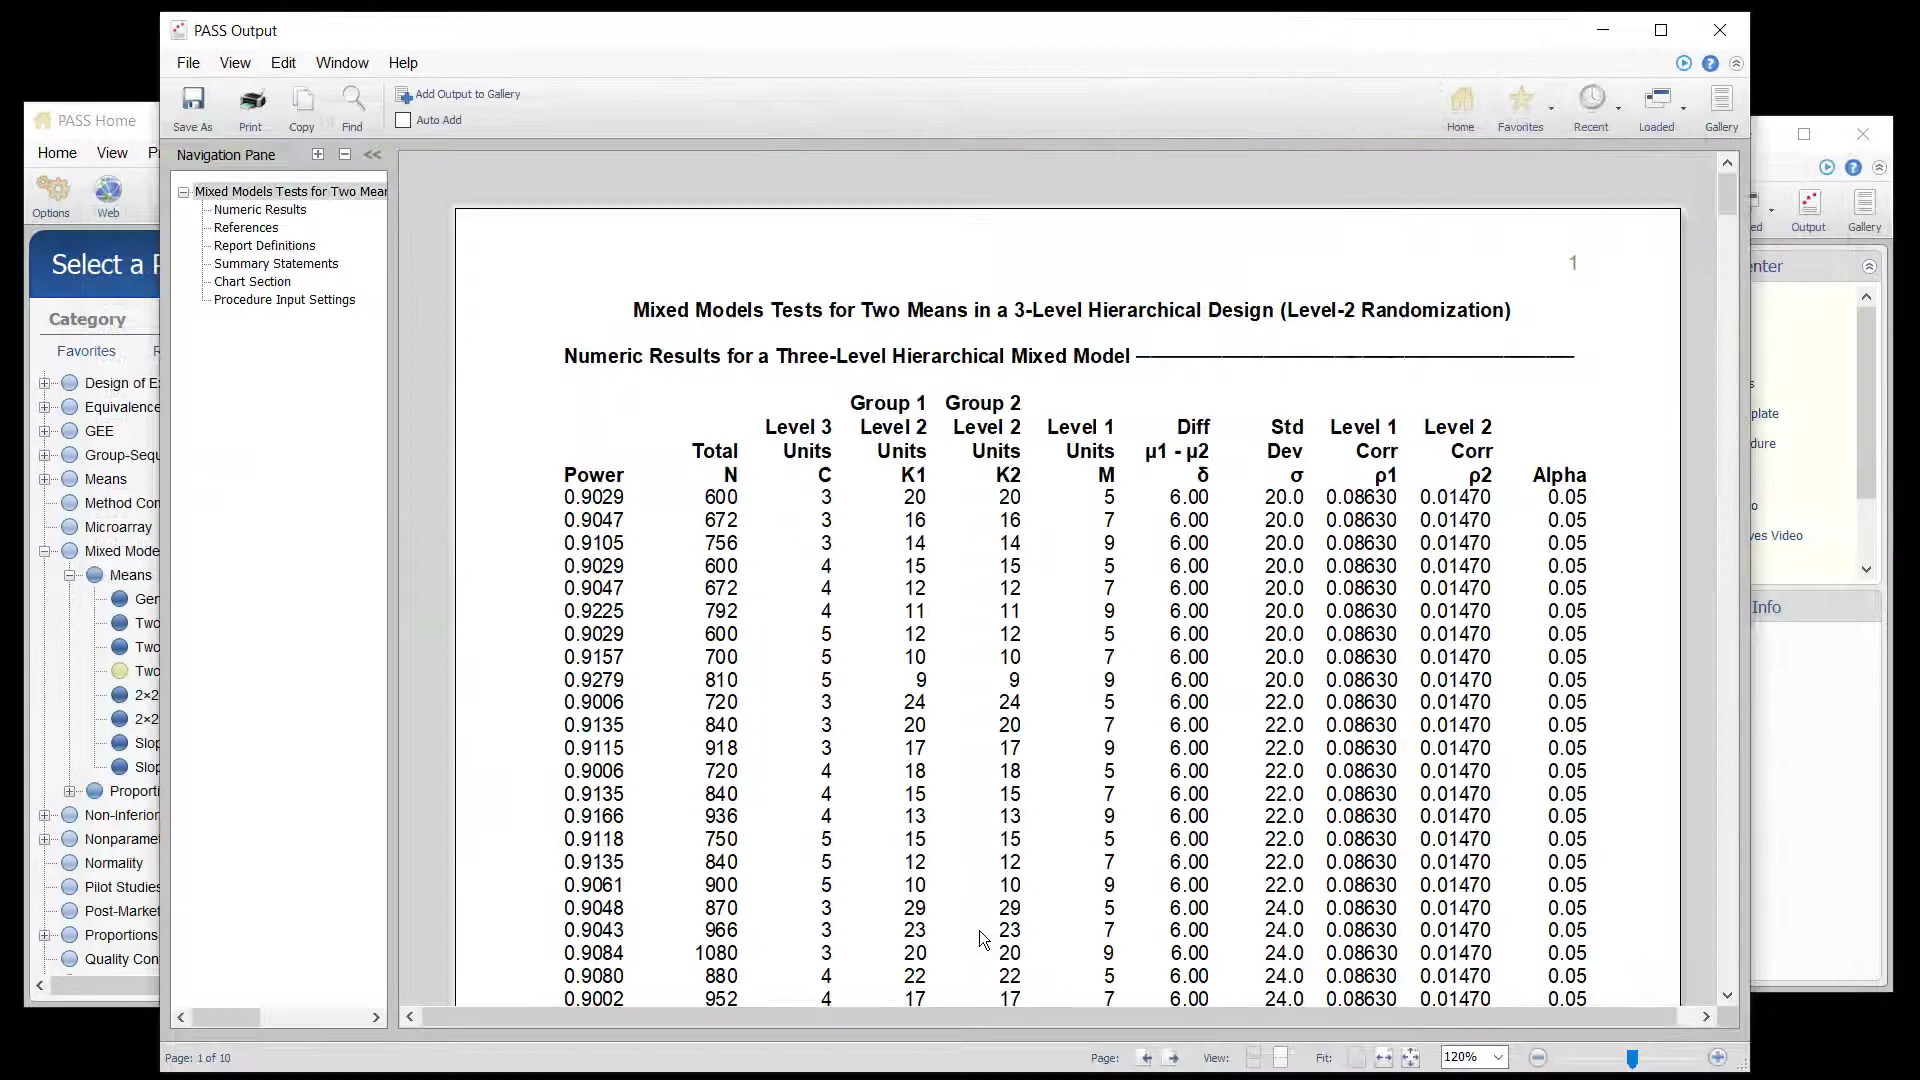 PASS Output
File View Edit Window Help
Save As Print Copy Find
Add Output to Gallery
Auto Add
Home Favorites Recent Loaded Gallery
PASS Home
Home View
Options Web
Select a
Category
Favorites
Design of
Equivalence
GEE
Group-Sequ
Means
Method Con
Microarray
Mixed Mode
Means
Gen
Two
Two
Two
2×2
2×2
Slop
Slop
Proporti
Non-Inferior
Nonparame
Normality
Pilot Studies
Post-Market
Proportions
Quality Con
Navigation Pane
Mixed Models Tests for Two Mear
Numeric Results
References
Report Definitions
Summary Statements
Chart Section
Procedure Input Settings
1
Mixed Models Tests for Two Means in a 3-Level Hierarchical Design (Level-2 Randomization)
Numeric Results for a Three-Level Hierarchical Mixed Model
Group 1 Group 2
Level 3 Level 2 Level 2 Level 1 Diff Std Level 1 Level 2
Total Units Units Units Units μ1 - μ2 Dev Corr Corr
Power N C K1 K2 M δ σ ρ1 ρ2 Alpha
0.9029 600 3 20 20 5 6.00 20.0 0.08630 0.01470 0.05
0.9047 672 3 16 16 7 6.00 20.0 0.08630 0.01470 0.05
0.9105 756 3 14 14 9 6.00 20.0 0.08630 0.01470 0.05
0.9029 600 4 15 15 5 6.00 20.0 0.08630 0.01470 0.05
0.9047 672 4 12 12 7 6.00 20.0 0.08630 0.01470 0.05
0.9225 792 4 11 11 9 6.00 20.0 0.08630 0.01470 0.05
0.9029 600 5 12 12 5 6.00 20.0 0.08630 0.01470 0.05
0.9157 700 5 10 10 7 6.00 20.0 0.08630 0.01470 0.05
0.9279 810 5 9 9 9 6.00 20.0 0.08630 0.01470 0.05
0.9006 720 3 24 24 5 6.00 22.0 0.08630 0.01470 0.05
0.9135 840 3 20 20 7 6.00 22.0 0.08630 0.01470 0.05
0.9115 918 3 17 17 9 6.00 22.0 0.08630 0.01470 0.05
0.9006 720 4 18 18 5 6.00 22.0 0.08630 0.01470 0.05
0.9135 840 4 15 15 7 6.00 22.0 0.08630 0.01470 0.05
0.9166 936 4 13 13 9 6.00 22.0 0.08630 0.01470 0.05
0.9118 750 5 15 15 5 6.00 22.0 0.08630 0.01470 0.05
0.9135 840 5 12 12 7 6.00 22.0 0.08630 0.01470 0.05
0.9061 900 5 10 10 9 6.00 22.0 0.08630 0.01470 0.05
0.9048 870 3 29 29 5 6.00 24.0 0.08630 0.01470 0.05
0.9043 966 3 23 23 7 6.00 24.0 0.08630 0.01470 0.05
0.9084 1080 3 20 20 9 6.00 24.0 0.08630 0.01470 0.05
0.9080 880 4 22 22 5 6.00 24.0 0.08630 0.01470 0.05
0.9002 952 4 17 17 7 6.00 24.0 0.08630 0.01470 0.05
ed Output Gallery
enter
plate
dure
ves Video
Info
Page: 1 of 10
Page: View: Fit: 120%